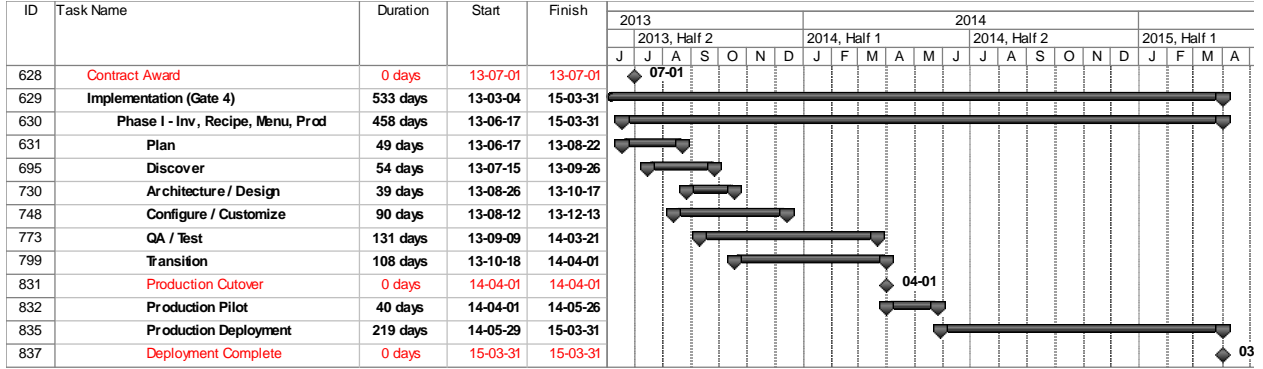 ID Task Name Duration Start Finish
2013 2014
2013, Half 2 2014, Half 1 2014, Half 2 2015, Half 1
J J A S O N D J F M A M J J A S O N D J F M A
628 Contract Award 0 days 13-07-01 13-07-01 07-01
629 Implementation (Gate 4) 533 days 13-03-04 15-03-31
630 Phase I - Inv, Recipe, Menu, Prod 458 days 13-06-17 15-03-31
631 Plan 49 days 13-06-17 13-08-22
695 Discover 54 days 13-07-15 13-09-26
730 Architecture / Design 39 days 13-08-26 13-10-17
748 Configure / Customize 90 days 13-08-12 13-12-13
773 QA / Test 131 days 13-09-09 14-03-21
799 Transition 108 days 13-10-18 14-04-01
831 Production Cutover 0 days 14-04-01 14-04-01 04-01
832 Production Pilot 40 days 14-04-01 14-05-26
835 Production Deployment 219 days 14-05-29 15-03-31
837 Deployment Complete 0 days 15-03-31 15-03-31 03